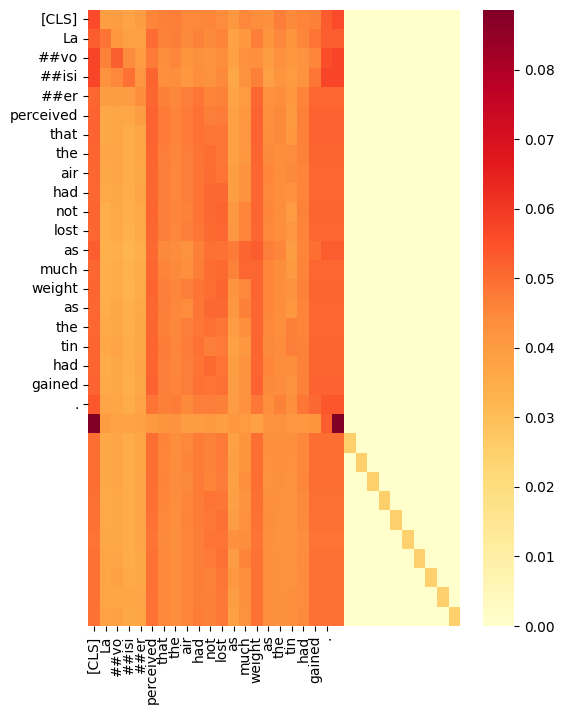 [CLS]
La
##vo
##isi
##er
perceived
that
the
air
had
not
lost
as
much
weight
as
the
tin
had
gained
.
[CLS]
La
##vo
##isi
##er
perceived
that
the
air
had
not
lost
as
much
weight
as
the
tin
had
gained
.
0.08
0.07
0.06
0.05
0.04
0.03
0.02
0.01
0.00